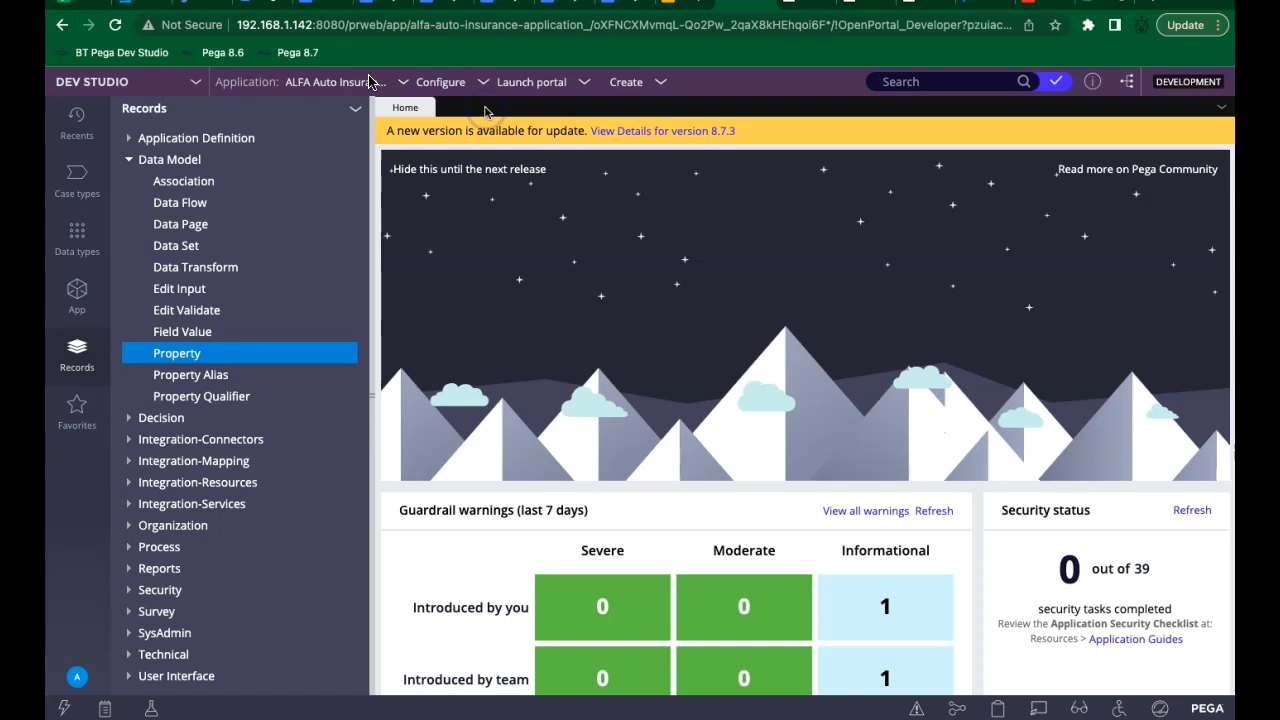 Not Secure
192.168.1.142:8080/prweb/app/alfa-auto-insurance-application_/oXFNCXMvmqL-Qo2Pw_2qaX8kHEhqoi6F*/!OpenPortal_Developer?pzuiac...
Update
BT Pega Dev Studio
Pega 8.6
Pega 8.7
DEV STUDIO
Application: ALFA Auto Insura...
Configure
Launch portal
Create
Search
DEVELOPMENT
Recents
Case types
Data types
App
Records
Favorites
A
Records
Application Definition
Data Model
Association
Data Flow
Data Page
Data Set
Data Transform
Edit Input
Edit Validate
Field Value
Property
Property Alias
Property Qualifier
Decision
Integration-Connectors
Integration-Mapping
Integration-Resources
Integration-Services
Organization
Process
Reports
Security
Survey
SysAdmin
Technical
User Interface
Home
A new version is available for update. View Details for version 8.7.3
Hide this until the next release
Read more on Pega Community
Guardrail warnings (last 7 days)
View all warnings
Refresh
Severe
Moderate
Informational
Introduced by you
0
0
1
Introduced by team
0
0
1
Security status
Refresh
0 out of 39
security tasks completed
Review the Application Security Checklist at:
Resources > Application Guides
PEGA